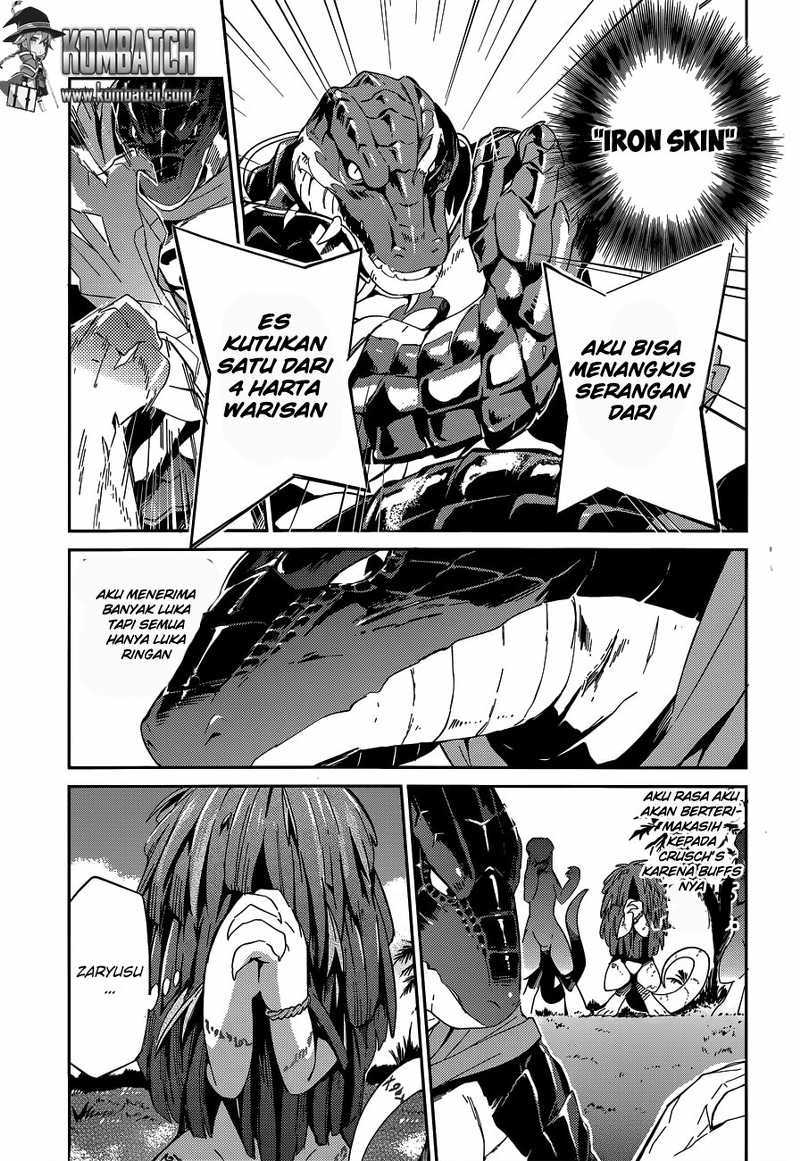 KOMBATCH
www.kombatch.com
"IRON SKIN"
AKU BISA
MENANGKIS
SERANGAN
DARI
ES
KUTUKAN
SATU DARI
4 HARTA
WARISAN
AKU MENERIMA
BANYAK LUKA
TAPI SEMUA
HANYA LUKA
RINGAN
AKU RASA AKU
AKAN BERTERI-
MAKASIH
KEPADA
CRUSCH'S
KARENA BUFFS
NYA
ZARYUSU
...